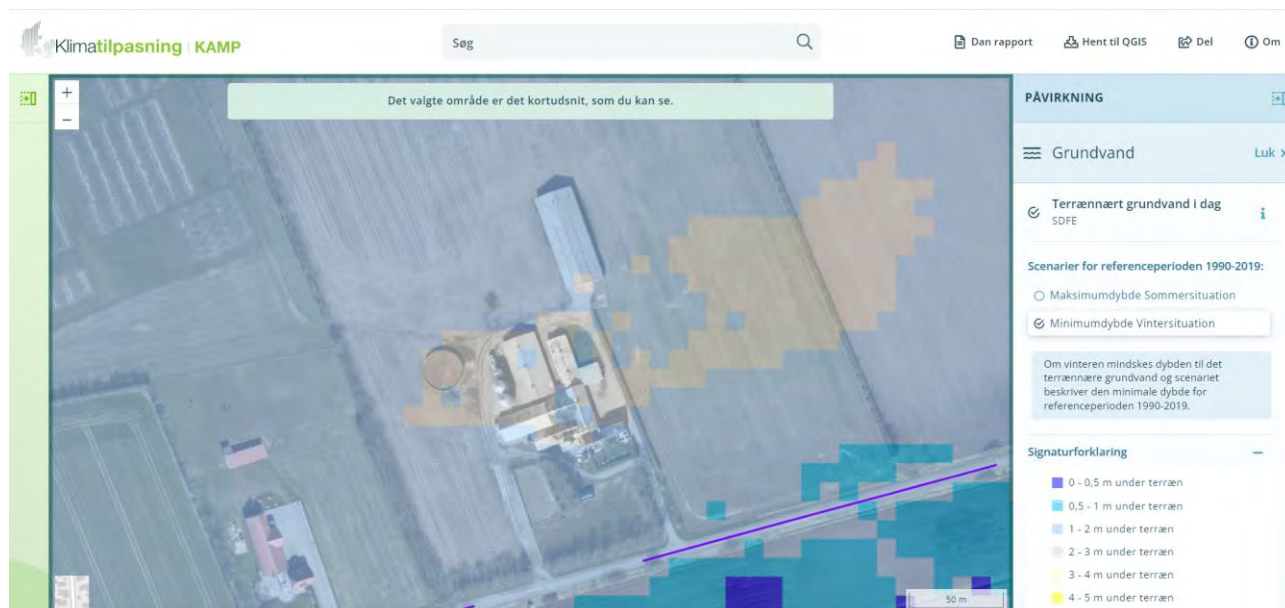 Klimatilpasning | KAMP
Søg
Dan rapport
Hent til QGIS
Del
Om
+
−
Det valgte område er det kortudsnit, som du kan se.
PÅVIRKNING
Grundvand
Luk
Terrænnært grundvand i dag
SDFE
Scenarier for referenceperioden 1990-2019:
Maksimumdybde Sommersituation
Minimumdybde Vintersituation
Om vinteren mindskes dybden til det
terrænnære grundvand og scenariet
beskriver den minimale dybde for
referenceperioden 1990-2019.
Signaturforklaring
0 - 0,5 m under terræn
0,5 - 1 m under terræn
1 - 2 m under terræn
2 - 3 m under terræn
3 - 4 m under terræn
4 - 5 m under terræn
50 m